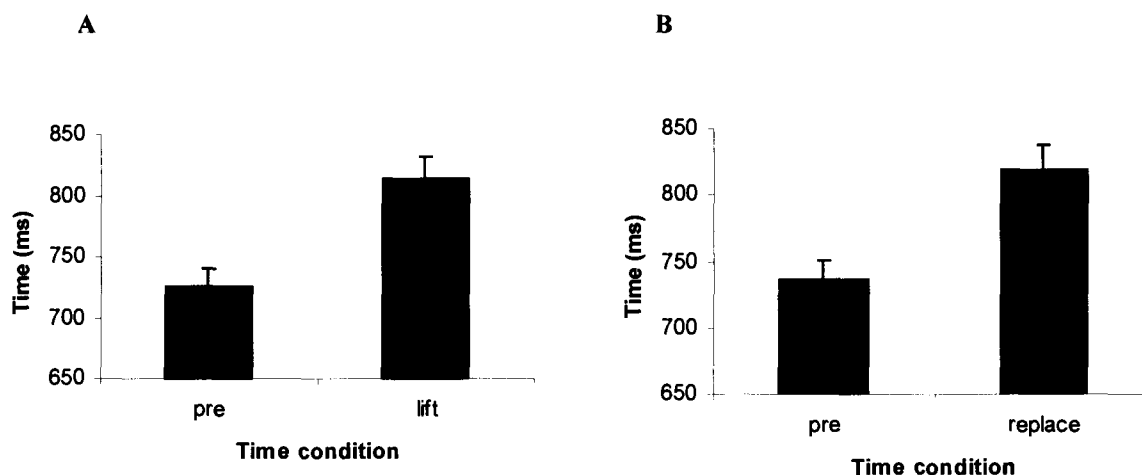 A
850
800
750
700
650
Time (ms)
pre
lift
Time condition
B
850
800
750
700
650
Time (ms)
pre
replace
Time condition